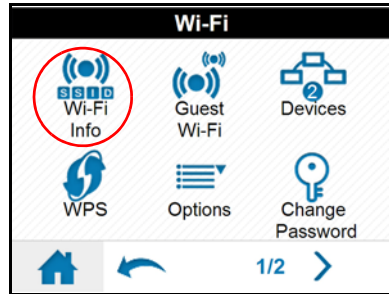 Wi-Fi
SSID
Wi-Fi
Info
Guest
Wi-Fi
2
Devices
WPS
Options
Change
Password
1/2